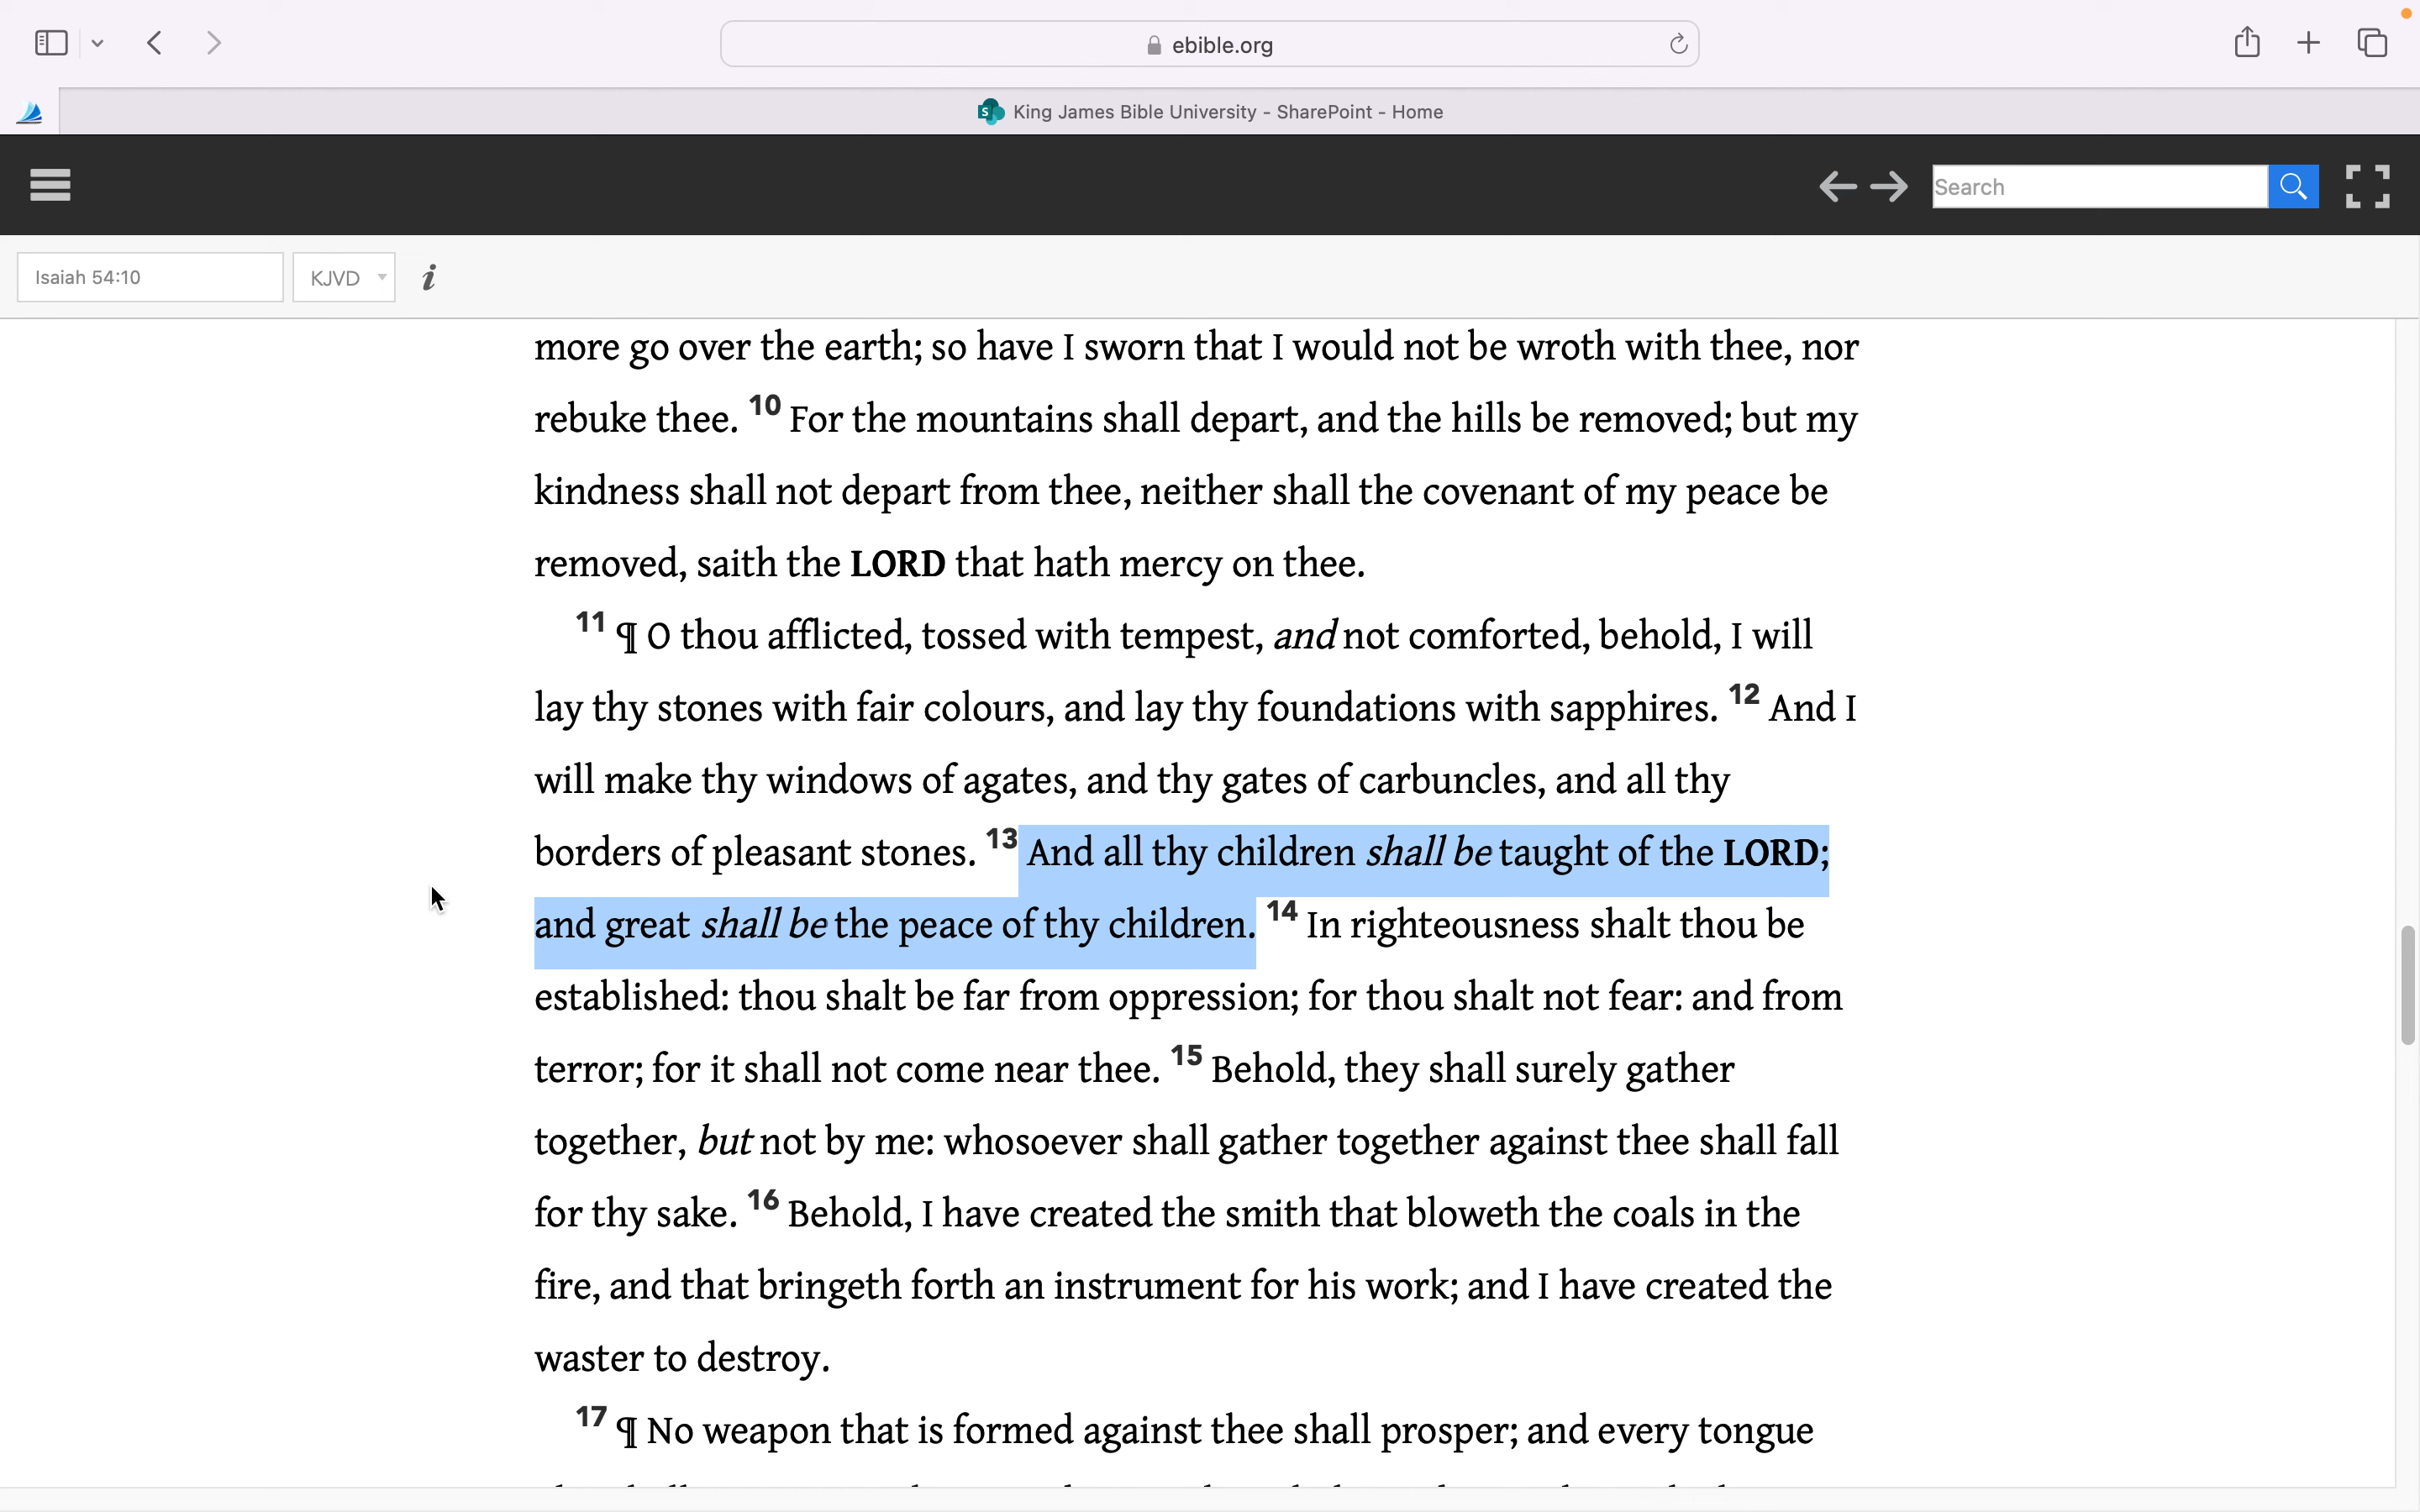 ebible.org
King James Bible University - SharePoint - Home
Search
Isaiah 54:10 KJVD i
more go over the earth; so have I sworn that I would not be wroth with thee, nor
rebuke thee. 10 For the mountains shall depart, and the hills be removed; but my
kindness shall not depart from thee, neither shall the covenant of my peace be
removed, saith the LORD that hath mercy on thee.
11 ¶ O thou afflicted, tossed with tempest, and not comforted, behold, I will
lay thy stones with fair colours, and lay thy foundations with sapphires. 12 And I
will make thy windows of agates, and thy gates of carbuncles, and all thy
borders of pleasant stones. 13 And all thy children shall be taught of the LORD;
and great shall be the peace of thy children. 14 In righteousness shalt thou be
established: thou shalt be far from oppression; for thou shalt not fear: and from
terror; for it shall not come near thee. 15 Behold, they shall surely gather
together, but not by me: whosoever shall gather together against thee shall fall
for thy sake. 16 Behold, I have created the smith that bloweth the coals in the
fire, and that bringeth forth an instrument for his work; and I have created the
waster to destroy.
17 ¶ No weapon that is formed against thee shall prosper; and every tongue